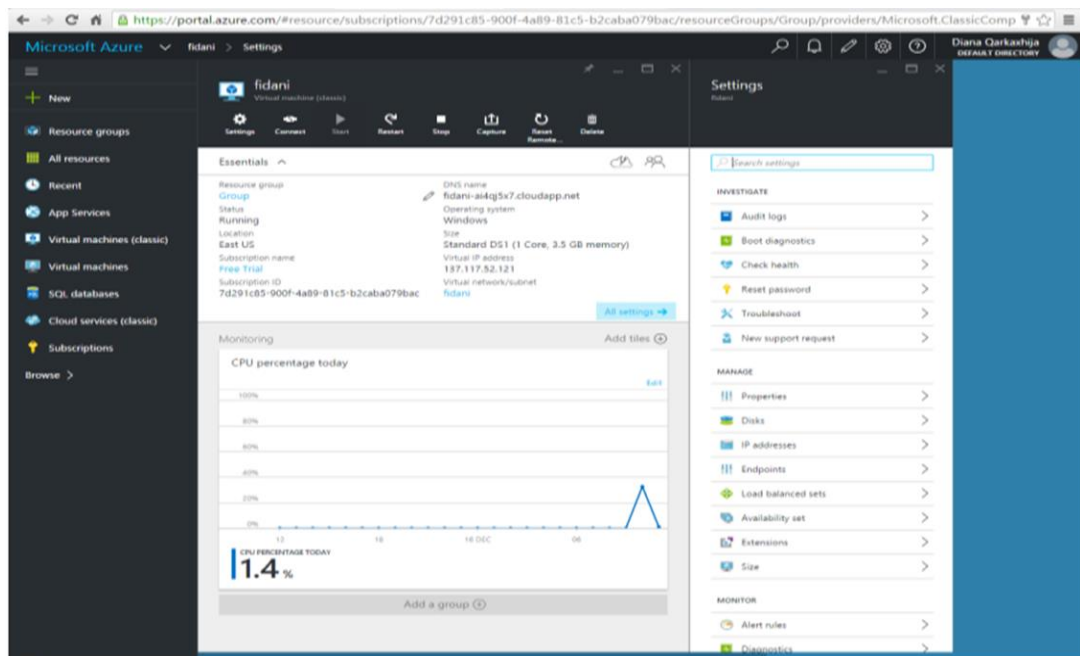 https://portal.azure.com/#resource/subscriptions/7d291c85-900f-4a89-81c5-b2caba079bac/resourceGroups/Group/providers/Microsoft.ClassicComp
Microsoft Azure fidani > Settings
Diana Qarkaxhija
DEFAULT DIRECTORY
New
Resource groups
All resources
Recent
App Services
Virtual machines (classic)
Virtual machines
SQL databases
Cloud services (classic)
Subscriptions
Browse >
fidani
Virtual machine (classic)
Settings Connect Start Restart Stop Capture Reset Remote... Delete
Essentials
Resource group
Group
Status
Running
Location
East US
Subscription name
Free Trial
Subscription ID
7d291c85-900f-4a89-81c5-b2caba079bac
DNS name
fidani-ai4qj5x7.cloudapp.net
Operating system
Windows
Size
Standard DS1 (1 Core, 3.5 GB memory)
Virtual IP address
137.117.52.121
Virtual network/subnet
fidani
All settings
Monitoring Add tiles
CPU percentage today
Edit
100%
80%
60%
40%
20%
0%
12 18 16 DEC 06
CPU PERCENTAGE TODAY
1.4 %
Add a group
Settings
fidani
Search settings
INVESTIGATE
Audit logs
Boot diagnostics
Check health
Reset password
Troubleshoot
New support request
MANAGE
Properties
Disks
IP addresses
Endpoints
Load balanced sets
Availability set
Extensions
Size
MONITOR
Alert rules
Diagnostics